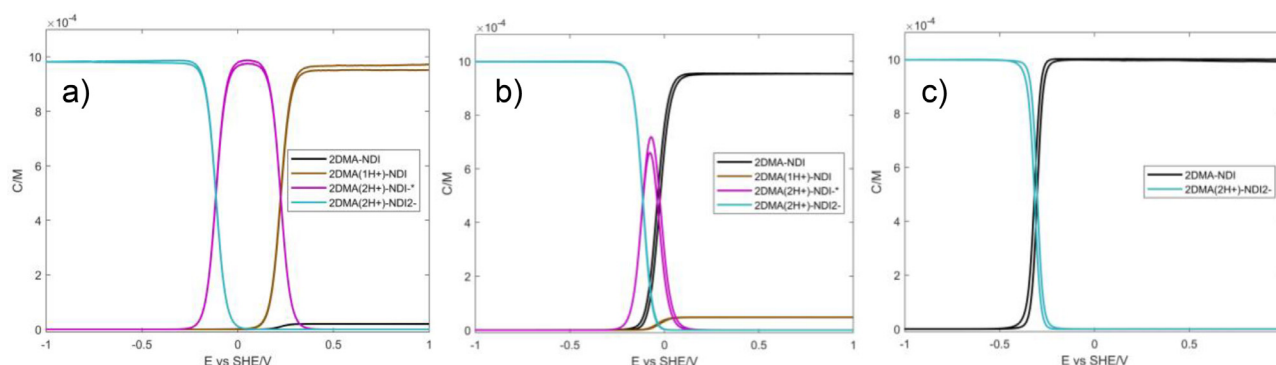 ×10⁻⁴
a)
C/M
10
8
6
4
2
0
2DMA-NDI
2DMA(1H+)-NDI
2DMA(2H+)-NDI-*
2DMA(2H+)-NDI2-
-1
-0.5
0
0.5
1
E vs SHE/V
×10⁻⁴
b)
C/M
10
8
6
4
2
0
2DMA-NDI
2DMA(1H+)-NDI
2DMA(2H+)-NDI-*
2DMA(2H+)-NDI2-
-1
-0.5
0
0.5
1
E vs SHE/V
×10⁻⁴
c)
C/M
10
8
6
4
2
0
2DMA-NDI
2DMA(2H+)-NDI2-
-1
-0.5
0
0.5
E vs SHE/V